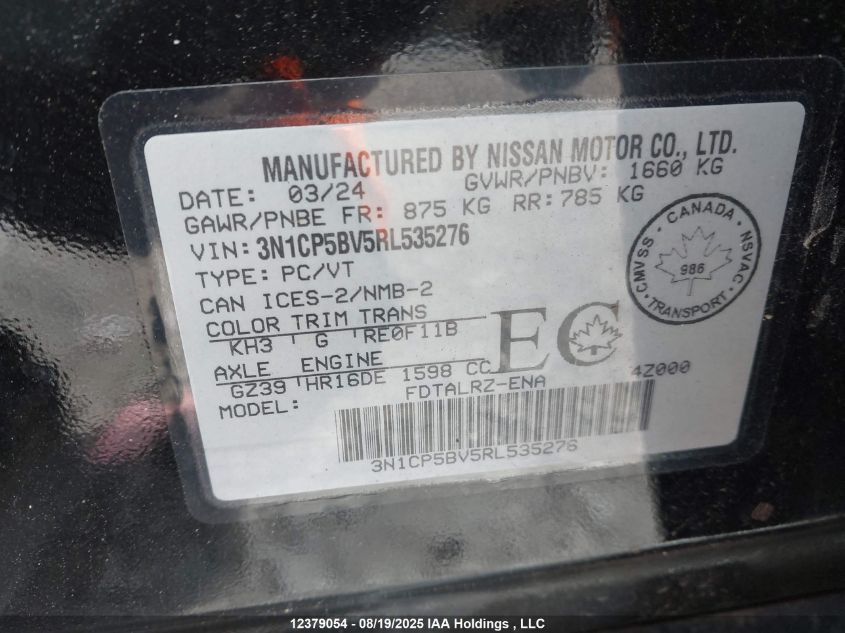 MANUFACTURED BY NISSAN MOTOR CO., LTD.
DATE: 03/24 GVWR/PNBV: 1660 KG
GAWR/PNBE FR: 875 KG RR: 785 KG
VIN: 3N1CP5BV5RL535276
TYPE: PC/VT
CAN ICES-2/NMB-2
COLOR TRIM TRANS
KH3 G RE0F11B
AXLE ENGINE
GZ39 HR16DE 1598 CC
MODEL: FDTALRZ-ENA 4Z000
3N1CP5BV5RL535276
EC
CANADA
CMVSS
NSVAC
986
TRANSPORT
12379054 - 08/19/2025 IAA Holdings , LLC